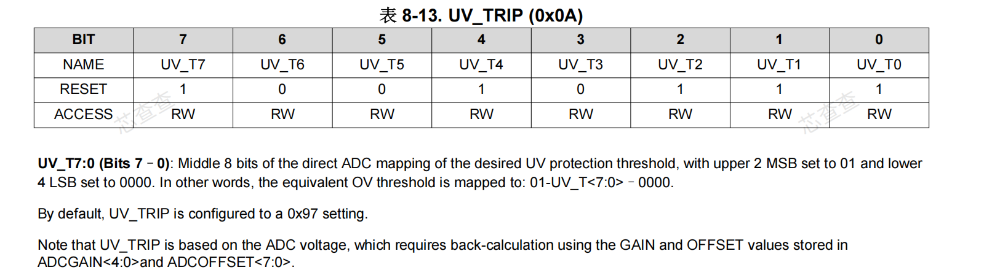 表 8-13. UV_TRIP (0x0A)
BIT 7 6 5 4 3 2 1 0
NAME UV_T7 UV_T6 UV_T5 UV_T4 UV_T3 UV_T2 UV_T1 UV_T0
RESET 1 0 0 1 0 1 1 1
ACCESS RW RW RW RW RW RW RW RW
芯查查
芯查查
UV_T7:0 (Bits 7 – 0): Middle 8 bits of the direct ADC mapping of the desired UV protection threshold, with upper 2 MSB set to 01 and lower
4 LSB set to 0000. In other words, the equivalent OV threshold is mapped to: 01-UV_T<7:0> – 0000.
By default, UV_TRIP is configured to a 0x97 setting.
Note that UV_TRIP is based on the ADC voltage, which requires back-calculation using the GAIN and OFFSET values stored in
ADCGAIN<4:0>and ADCOFFSET<7:0>.